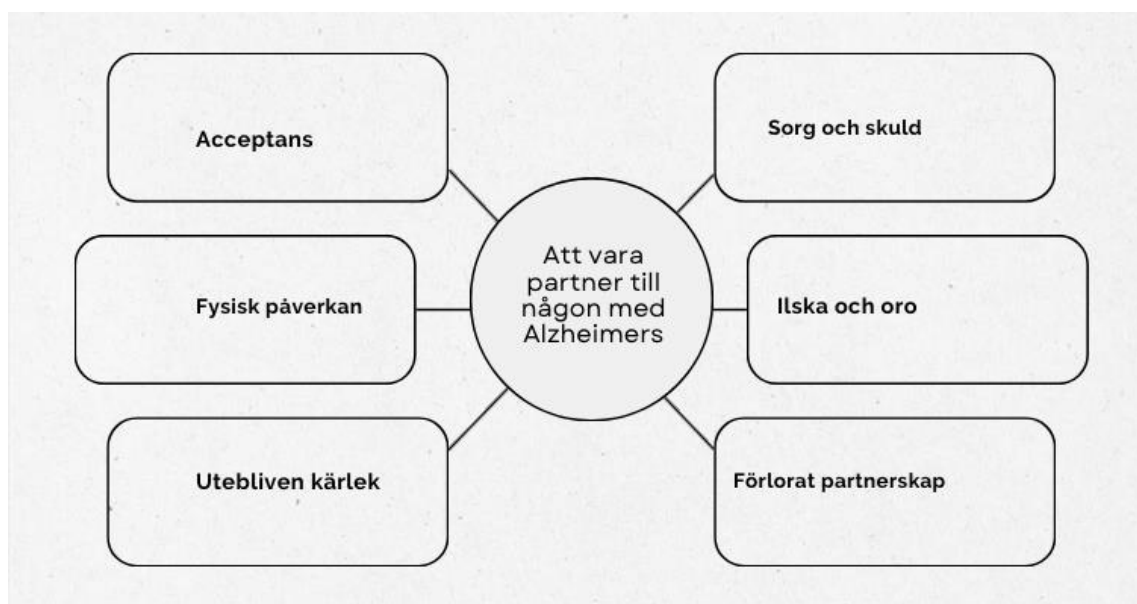 Acceptans
Sorg och skuld
Att vara
partner till
någon med
Alzheimers
Fysisk påverkan
Ilska och oro
Utebliven kärlek
Förlorat partnerskap